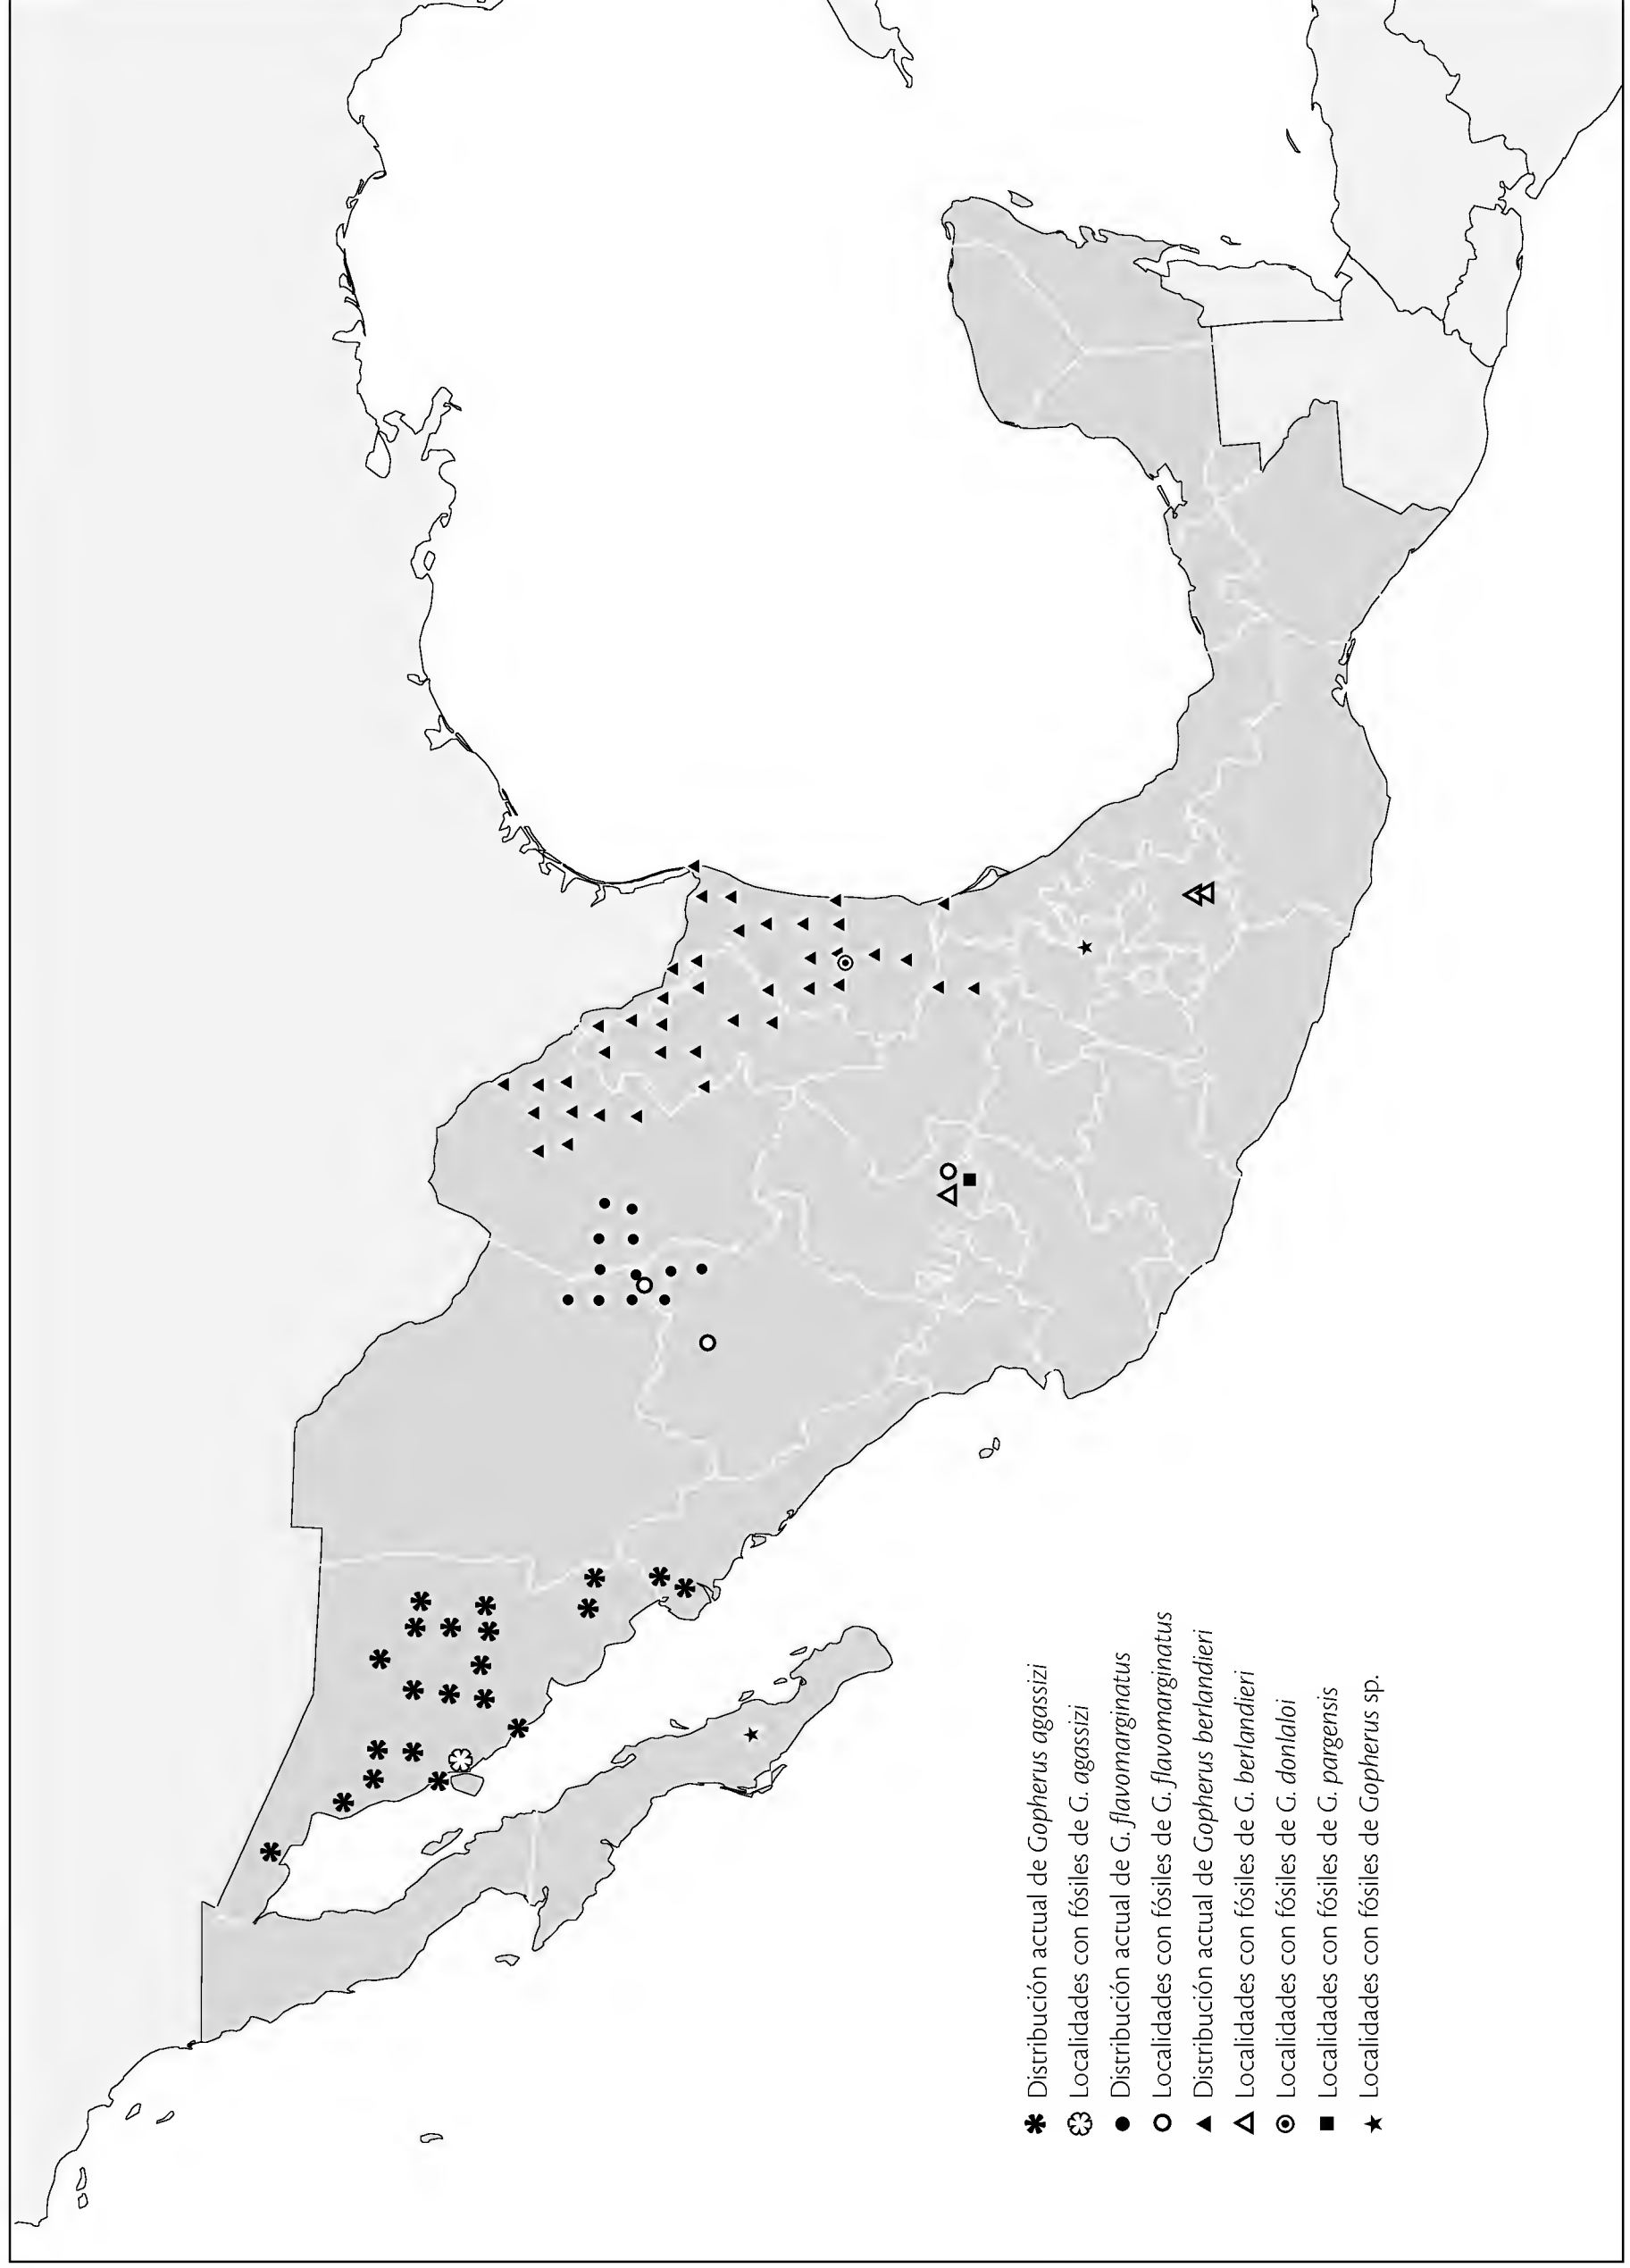 Distribución actual de Gopherus agassizi
Localidades con fósiles de G. agassizi
Distribución actual de G. flavomarginatus
Localidades con fósiles de G. flavomarginatus
Distribución actual de Gopherus berlandieri
Localidades con fósiles de G. berlandieri
Localidades con fósiles de G. donlaloi
Localidades con fósiles de G. pargensis
Localidades con fósiles de Gopherus sp.